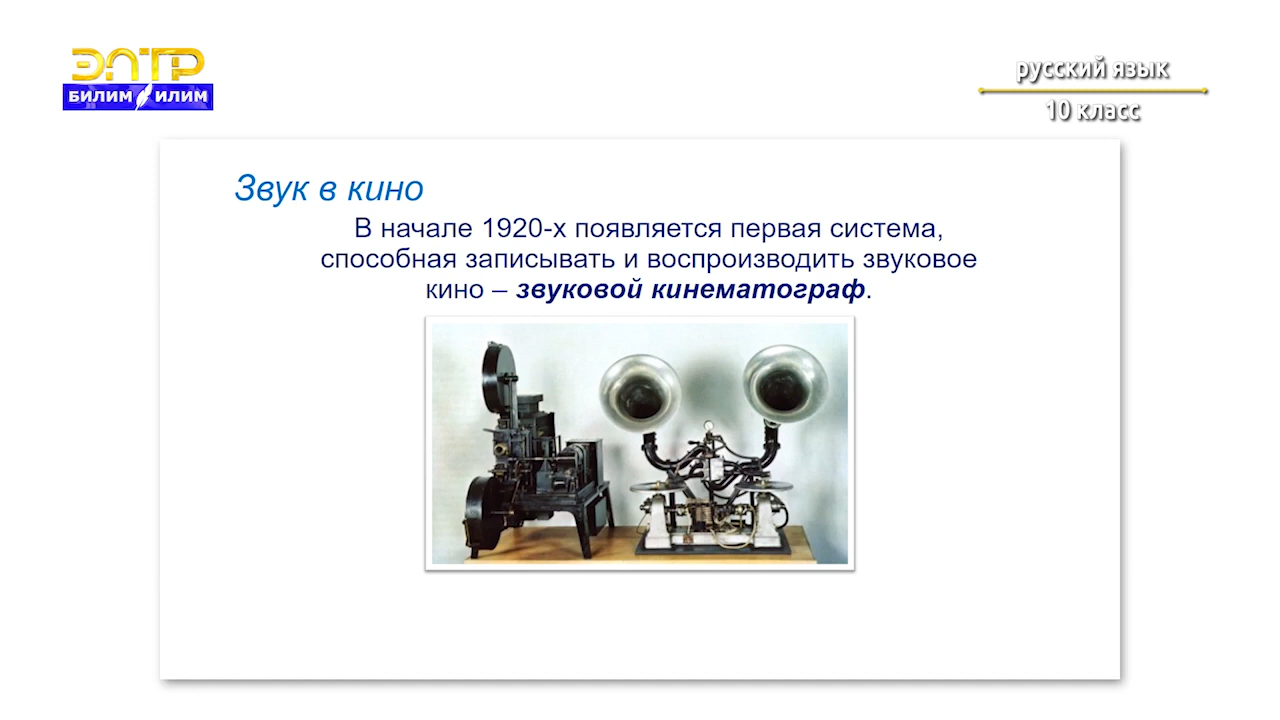 ЭЛТР
БИЛИМ ИЛИМ
русский язык
10 класс
Звук в кино
В начале 1920-х появляется первая система,
способная записывать и воспроизводить звуковое
кино – звуковой кинематограф.